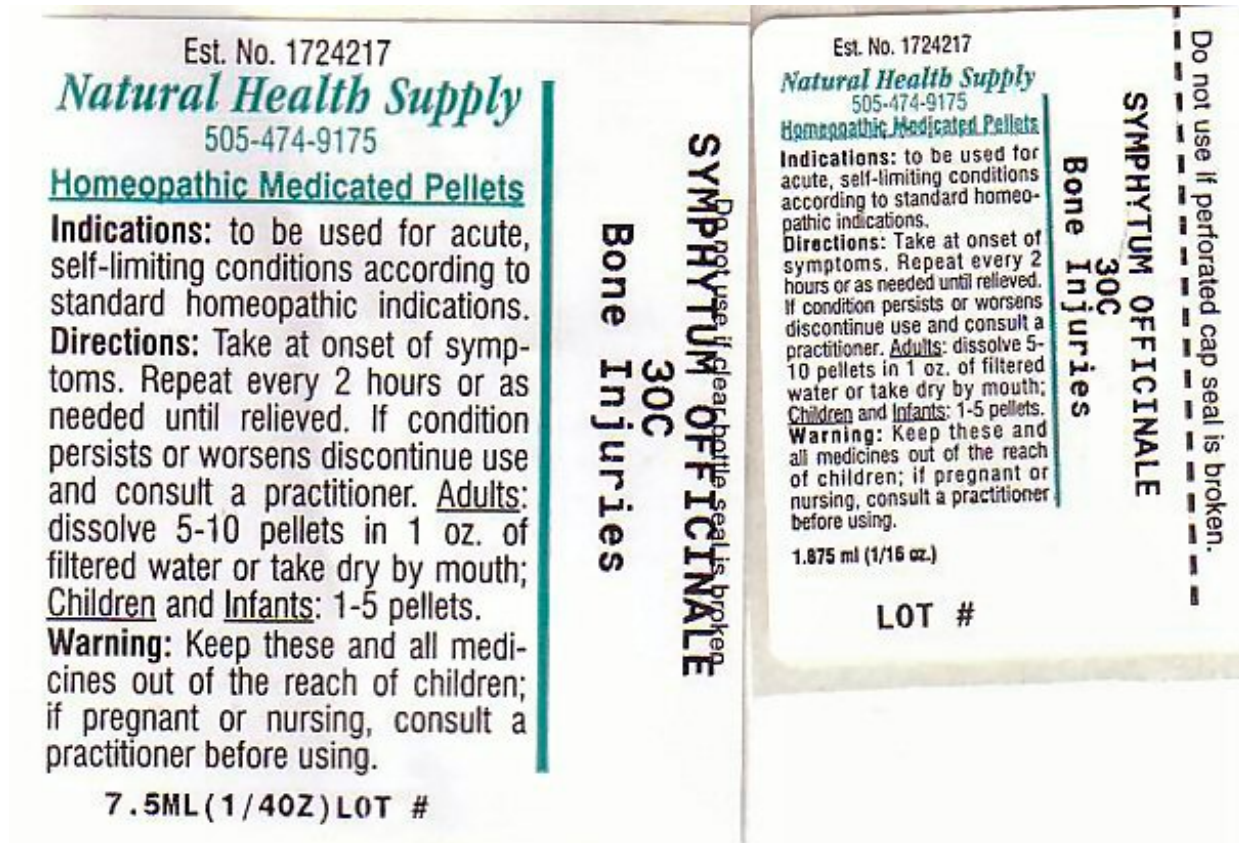 Est. No. 1724217
Natural Health Supply
505-474-9175
Homeopathic Medicated Pellets
Indications: to be used for acute,
self-limiting conditions according to
standard homeopathic indications.
Directions: Take at onset of symp-
toms. Repeat every 2 hours or as
needed until relieved. If condition
persists or worsens discontinue use
and consult a practitioner. Adults:
dissolve 5-10 pellets in 1 oz. of
filtered water or take dry by mouth;
Children and Infants: 1-5 pellets.
Warning: Keep these and all medi-
cines out of the reach of children;
if pregnant or nursing, consult a
practitioner before using.
7.5ML(1/4OZ)LOT #
SYMPHYTUM OFFICINALE
30C
Bone Injuries
Do not use if clear bottle seal is broken
Est. No. 1724217
Natural Health Supply
505-474-9175
Homeopathic Medicated Pellets
Indications: to be used for
acute, self-limiting conditions
according to standard homeo-
pathic indications.
Directions: Take at onset of
symptoms. Repeat every 2
hours or as needed until relieved.
If condition persists or worsens
discontinue use and consult a
practitioner. Adults: dissolve 5-
10 pellets in 1 oz. of filtered
water or take dry by mouth;
Children and Infants: 1-5 pellets.
Warning: Keep these and
all medicines out of the reach
of children; if pregnant or
nursing, consult a practitioner
before using.
1.875 ml (1/16 oz.)
LOT #
SYMPHYTUM OFFICINALE
30C
Bone Injuries
Do not use if perforated cap seal is broken.